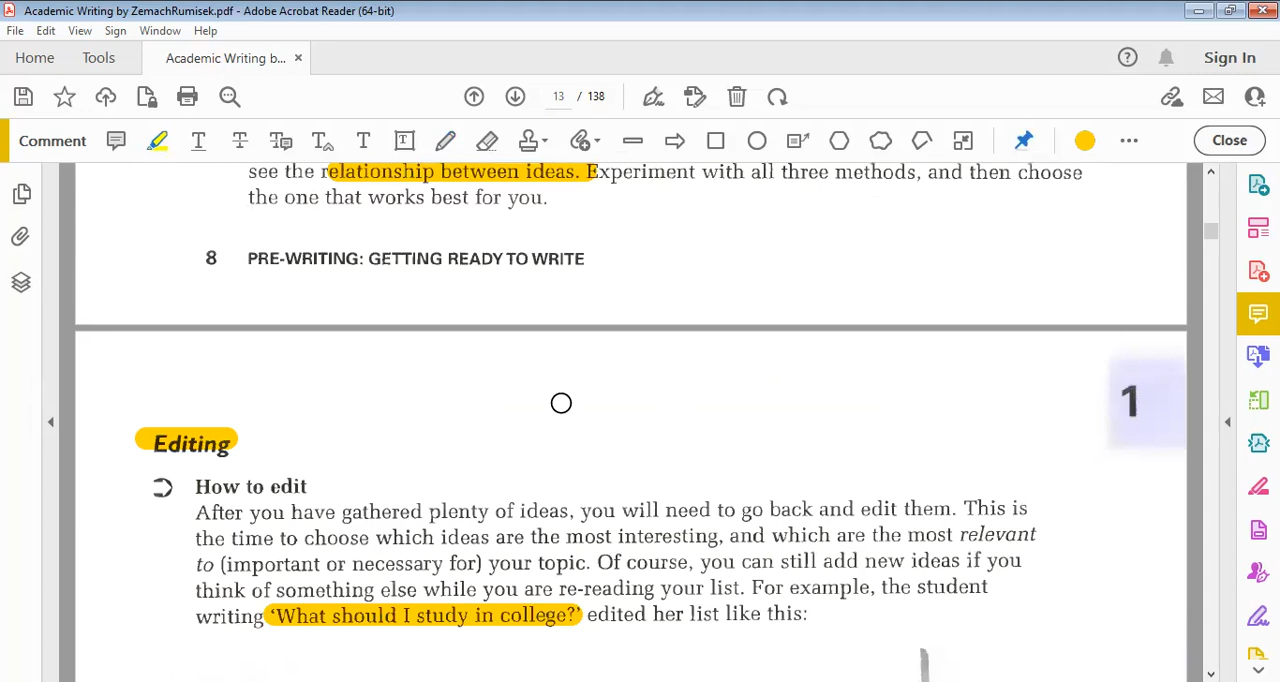 Academic Writing by ZemachRumisek.pdf - Adobe Acrobat Reader (64-bit)
File Edit View Sign Window Help
Home Tools Academic Writing b... × Sign In
13 / 138
Comment Close
see the relationship between ideas. Experiment with all three methods, and then choose
the one that works best for you.
8 PRE-WRITING: GETTING READY TO WRITE
1
Editing
How to edit
After you have gathered plenty of ideas, you will need to go back and edit them. This is
the time to choose which ideas are the most interesting, and which are the most relevant
to (important or necessary for) your topic. Of course, you can still add new ideas if you
think of something else while you are re-reading your list. For example, the student
writing ‘What should I study in college?’ edited her list like this: